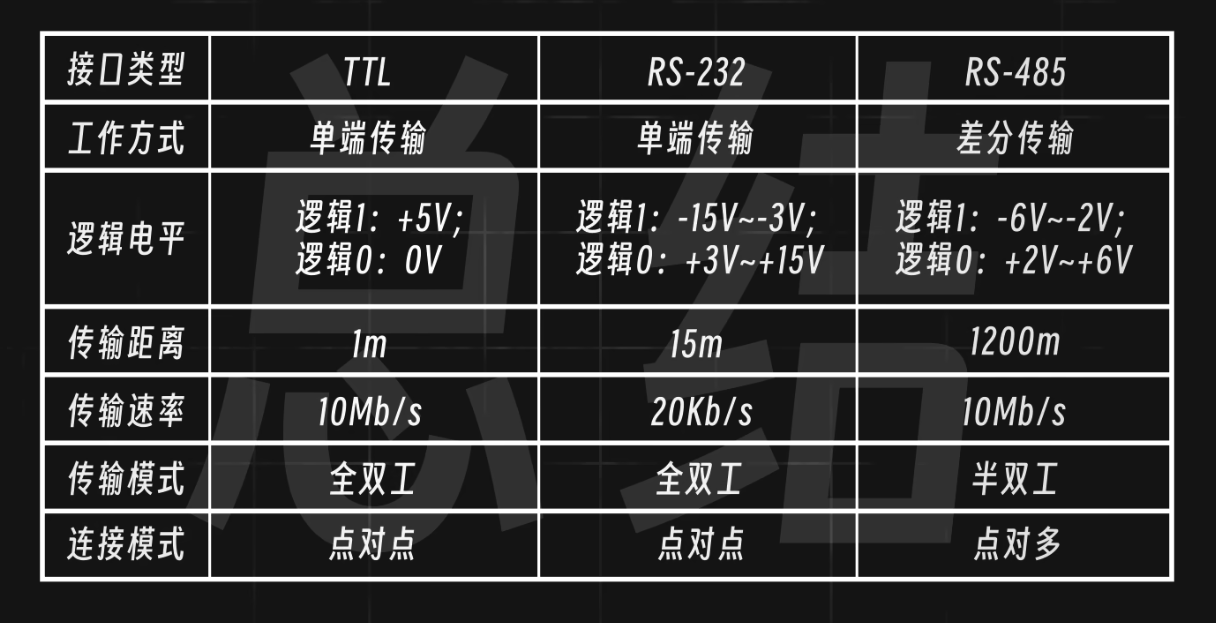 总结
接口类型 TTL RS-232 RS-485
工作方式 单端传输 单端传输 差分传输
逻辑电平 逻辑1：+5V；逻辑0：0V 逻辑1：-15V~-3V；逻辑0：+3V~+15V 逻辑1：-6V~-2V；逻辑0：+2V~+6V
传输距离 1m 15m 1200m
传输速率 10Mb/s 20Kb/s 10Mb/s
传输模式 全双工 全双工 半双工
连接模式 点对点 点对点 点对多